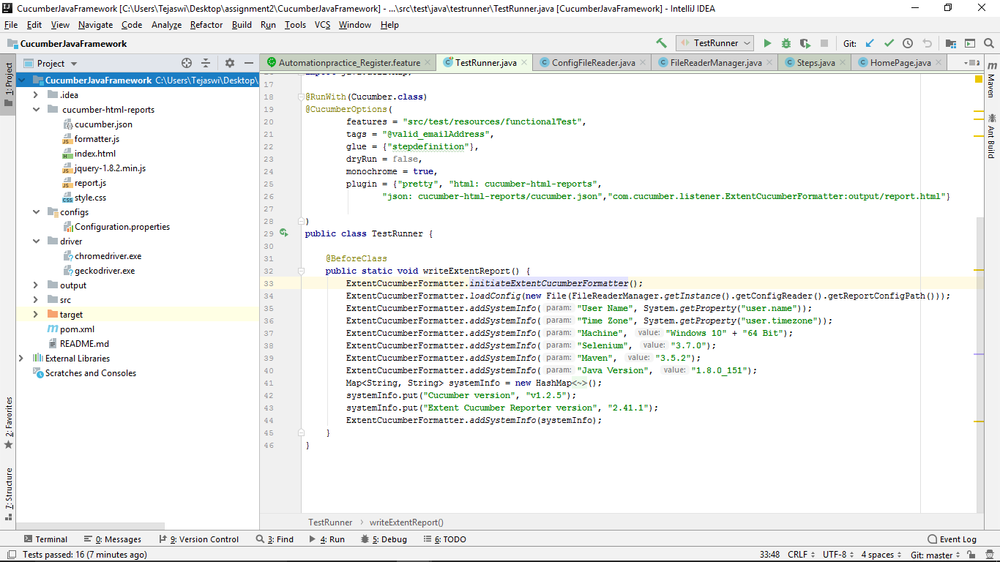 CucumberJavaFramework [C:\Users\Tejaswi\Desktop\assignment2\CucumberJavaFramework] - ...\src\test\java\testrunner\TestRunner.java [CucumberJavaFramework] - IntelliJ IDEA
File Edit View Navigate Code Analyze Refactor Build Run Tools VCS Window Help
CucumberJavaFramework
TestRunner
Git:
1: Project
Project
Automationpractice_Register.feature
TestRunner.java
ConfigFileReader.java
FileReaderManager.java
Steps.java
HomePage.java
3
CucumberJavaFramework C:\Users\Tejaswi\Desktop\
.idea
cucumber-html-reports
cucumber.json
formatter.js
index.html
jquery-1.8.2.min.js
report.js
style.css
configs
Configuration.properties
driver
chromedriver.exe
geckodriver.exe
output
src
target
pom.xml
README.md
External Libraries
Scratches and Consoles
17
18 @RunWith(Cucumber.class)
19 @CucumberOptions(
20 features = "src/test/resources/functionalTest",
21 tags = "@valid_emailAddress",
22 glue = {"stepdefinition"},
23 dryRun = false,
24 monochrome = true,
25 plugin = {"pretty", "html: cucumber-html-reports",
26 "json: cucumber-html-reports/cucumber.json","com.cucumber.listener.ExtentCucumberFormatter:output/report.html"}
27
28 )
29 public class TestRunner {
30
31 @BeforeClass
32 public static void writeExtentReport() {
33 ExtentCucumberFormatter.initiateExtentCucumberFormatter();
34 ExtentCucumberFormatter.loadConfig(new File(FileReaderManager.getInstance().getConfigReader().getReportConfigPath()));
35 ExtentCucumberFormatter.addSystemInfo( param: "User Name", System.getProperty("user.name"));
36 ExtentCucumberFormatter.addSystemInfo( param: "Time Zone", System.getProperty("user.timezone"));
37 ExtentCucumberFormatter.addSystemInfo( param: "Machine", value: "Windows 10" + "64 Bit");
38 ExtentCucumberFormatter.addSystemInfo( param: "Selenium", value: "3.7.0");
39 ExtentCucumberFormatter.addSystemInfo( param: "Maven", value: "3.5.2");
40 ExtentCucumberFormatter.addSystemInfo( param: "Java Version", value: "1.8.0_151");
41 Map<String, String> systemInfo = new HashMap<~>();
42 systemInfo.put("Cucumber version", "v1.2.5");
43 systemInfo.put("Extent Cucumber Reporter version", "2.41.1");
44 ExtentCucumberFormatter.addSystemInfo(systemInfo);
45 }
46 }
Maven
Ant Build
2: Favorites
7: Structure
TestRunner › writeExtentReport()
Terminal 0: Messages 9: Version Control 3: Find 4: Run 5: Debug 6: TODO Event Log
Tests passed: 16 (7 minutes ago) 33:48 CRLF UTF-8 4 spaces Git: master